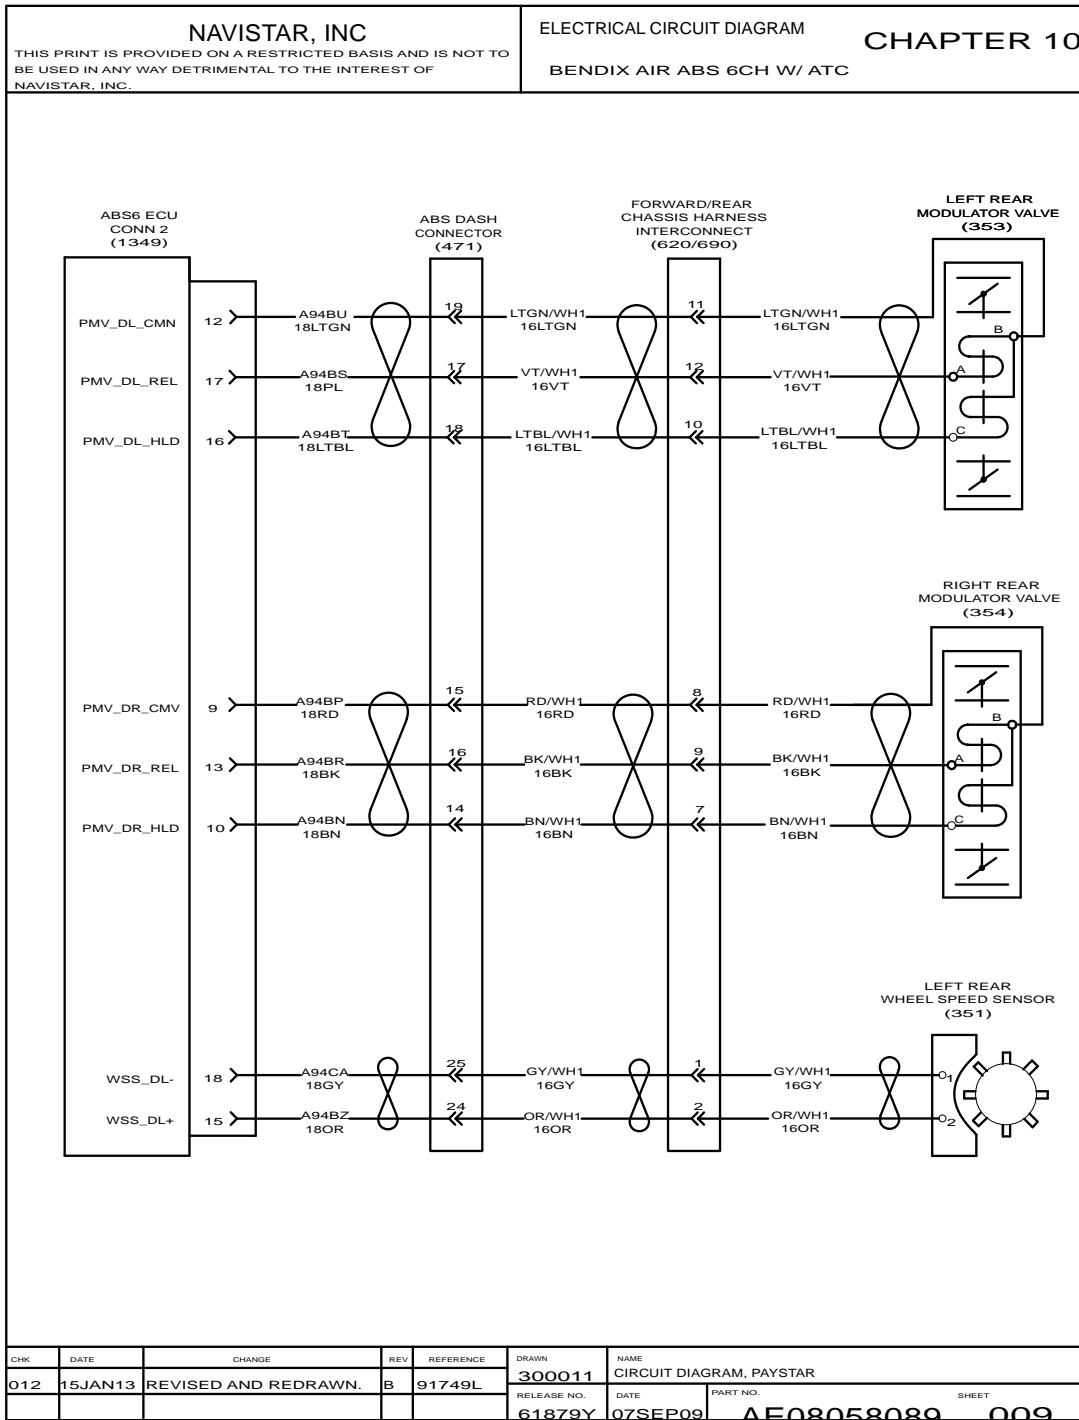 NAVISTAR, INC
THIS PRINT IS PROVIDED ON A RESTRICTED BASIS AND IS NOT TO
BE USED IN ANY WAY DETRIMENTAL TO THE INTEREST OF
NAVISTAR, INC.
ELECTRICAL CIRCUIT DIAGRAM
BENDIX AIR ABS 6CH W/ ATC
CHAPTER 10
ABS6 ECU
CONN 2
(1349)
ABS DASH
CONNECTOR
(471)
FORWARD/REAR
CHASSIS HARNESS
INTERCONNECT
(620/690)
LEFT REAR
MODULATOR VALVE
(353)
PMV_DL_CMN 12 A94BU 19 LTGN/WH1 11 LTGN/WH1
18LTGN 16LTGN 16LTGN
B
PMV_DL_REL 17 A94BS 17 VT/WH1 12 VT/WH1 A
18PL 16VT 16VT
PMV_DL_HLD 16 A94BT 18 LTBL/WH1 10 LTBL/WH1 C
18LTBL 16LTBL 16LTBL
RIGHT REAR
MODULATOR VALVE
(354)
PMV_DR_CMV 9 A94BP 15 RD/WH1 8 RD/WH1
18RD 16RD 16RD
B
PMV_DR_REL 13 A94BR 16 BK/WH1 9 BK/WH1 A
18BK 16BK 16BK
PMV_DR_HLD 10 A94BN 14 BN/WH1 7 BN/WH1 C
18BN 16BN 16BN
LEFT REAR
WHEEL SPEED SENSOR
(351)
WSS_DL- 18 A94CA 25 GY/WH1 1 GY/WH1 1
18GY 16GY 16GY
WSS_DL+ 15 A94BZ 24 OR/WH1 2 OR/WH1 2
18OR 16OR 16OR
CHK DATE CHANGE REV REFERENCE
012 15JAN13 REVISED AND REDRAWN. B 91749L
DRAWN NAME
300011 CIRCUIT DIAGRAM, PAYSTAR
RELEASE NO. DATE PART NO. SHEET
61879Y 07SEP09 AE08058089 009